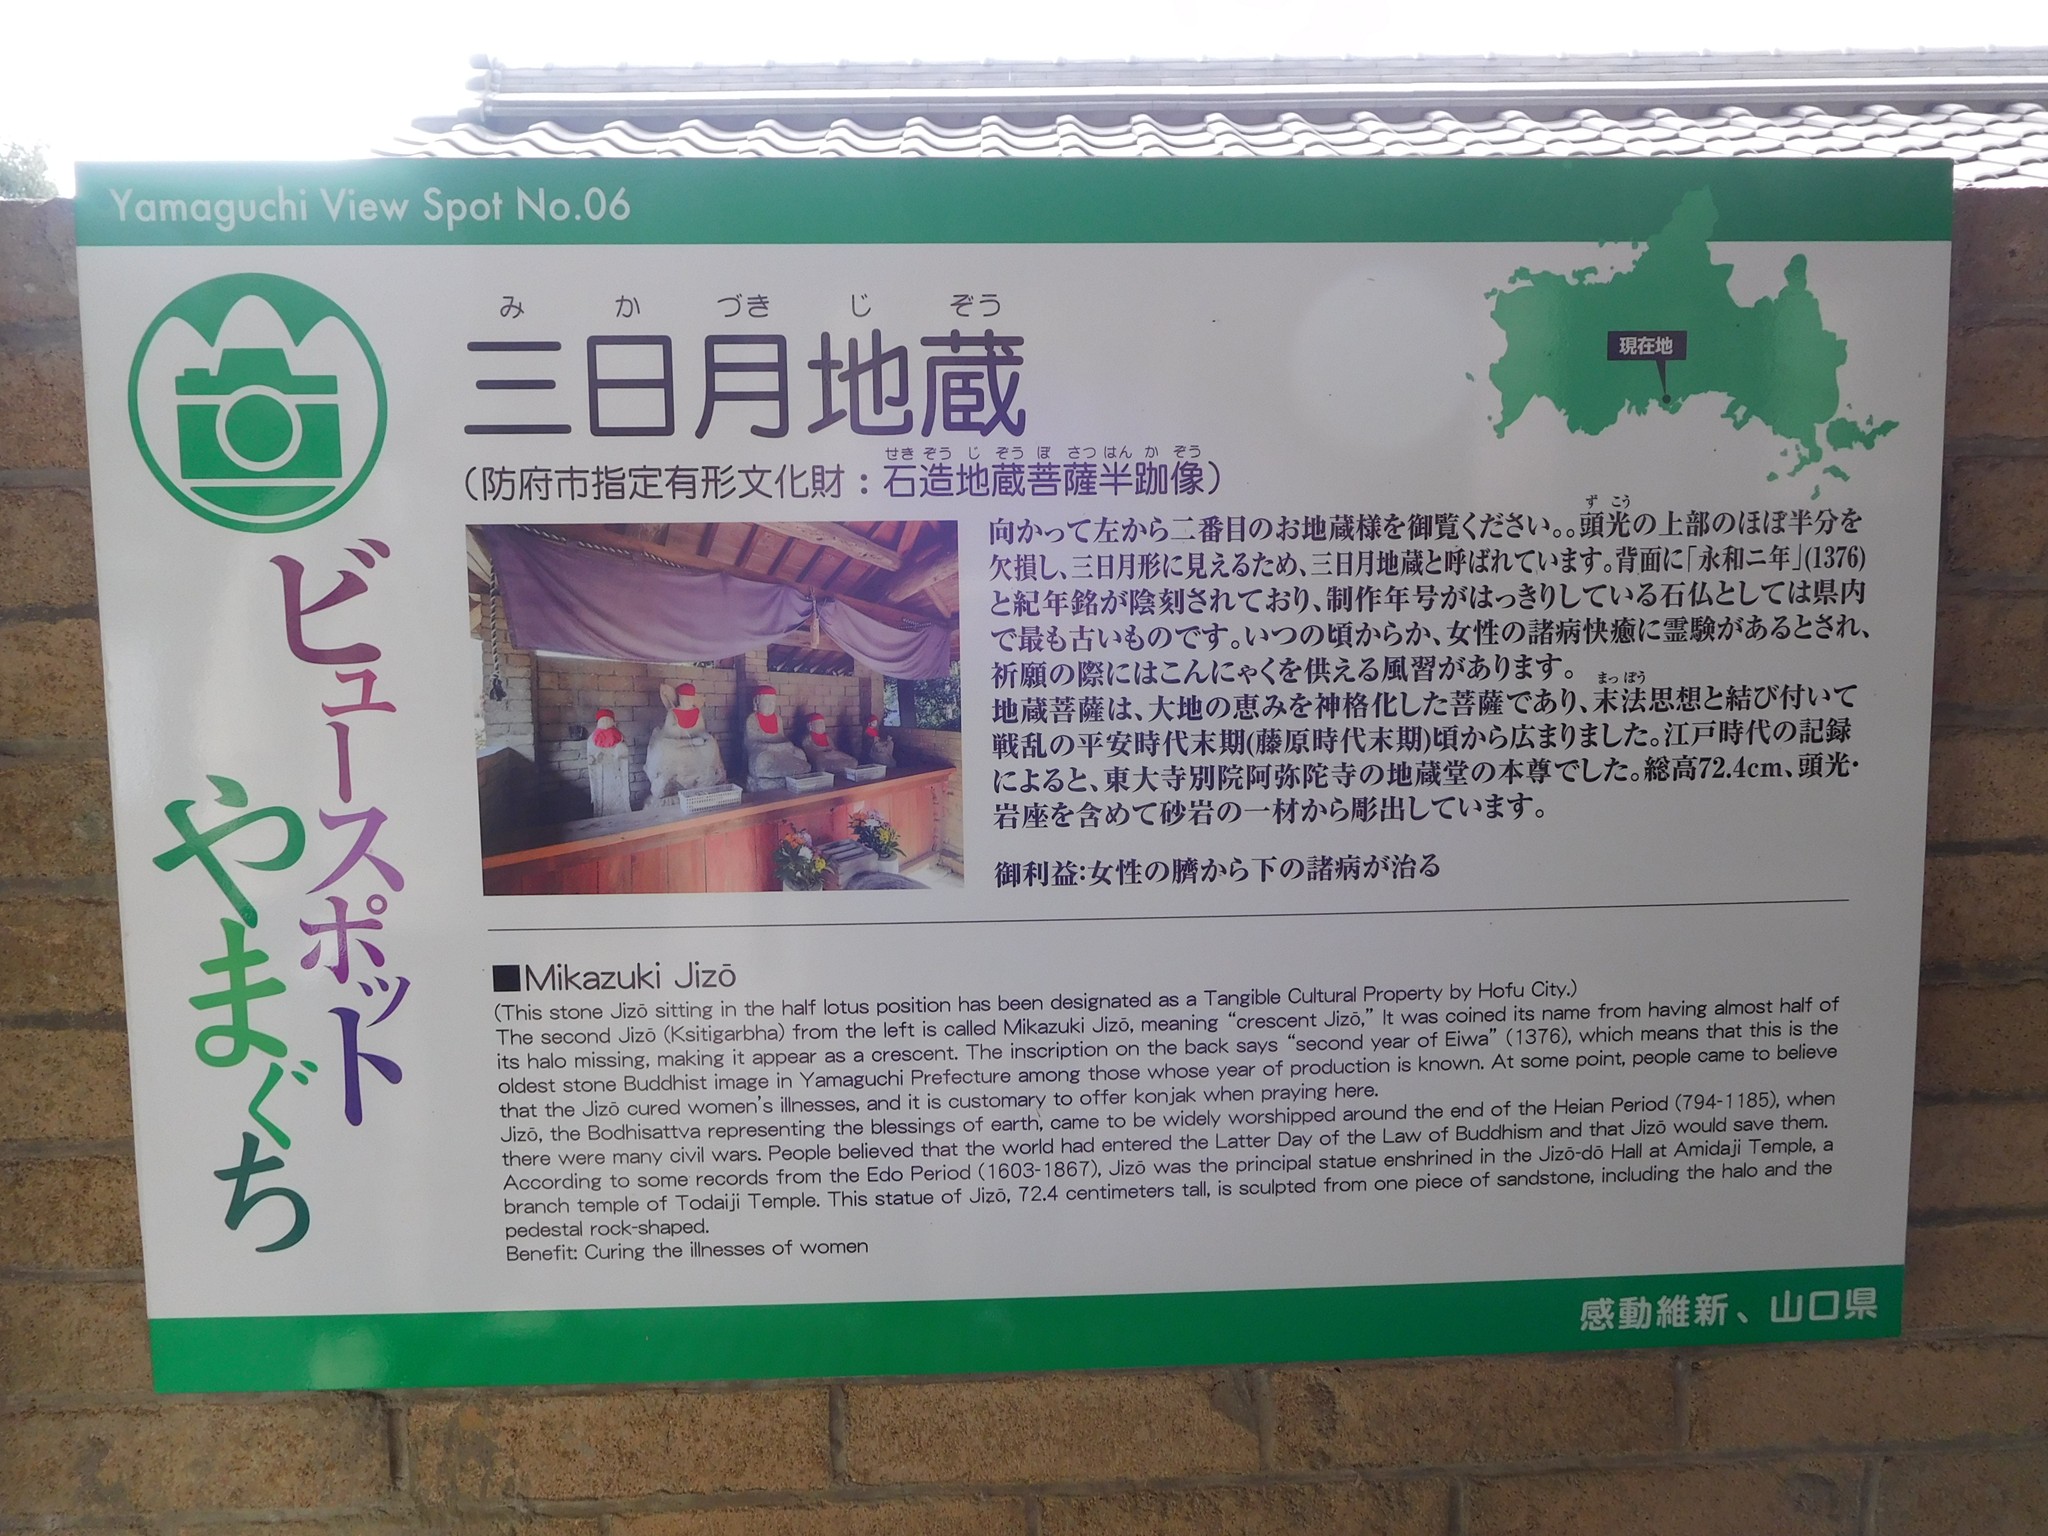 Yamaguchi View Spot No.06
ビュースポット
やまぐち
み か づき じ ぞう
三日月地蔵
せき ぞう じ ぞう ぼ さつ はん か ぞう
(防府市指定有形文化財:石造地蔵菩薩半跏像)
現在地
ず こう
向かって左から二番目のお地蔵様を御覧ください。。頭光の上部のほぼ半分を
欠損し、三日月形に見えるため、三日月地蔵と呼ばれています。背面に「永和ニ年」(1376)
と紀年銘が陰刻されており、制作年号がはっきりしている石仏としては県内
で最も古いものです。いつの頃からか、女性の諸病快癒に霊験があるとされ、
祈願の際にはこんにゃくを供える風習があります。
まっ ぽう
地蔵菩薩は、大地の恵みを神格化した菩薩であり、末法思想と結び付いて
戦乱の平安時代末期(藤原時代末期)頃から広まりました。江戸時代の記録
によると、東大寺別院阿弥陀寺の地蔵堂の本尊でした。総高72.4cm、頭光・
岩座を含めて砂岩の一材から彫出しています。
御利益:女性の臍から下の諸病が治る
■Mikazuki Jizō
(This stone Jizō sitting in the half lotus position has been designated as a Tangible Cultural Property by Hofu City.)
The second Jizō (Ksitigarbha) from the left is called Mikazuki Jizō, meaning “crescent Jizō,” It was coined its name from having almost half of
its halo missing, making it appear as a crescent. The inscription on the back says “second year of Eiwa” (1376), which means that this is the
oldest stone Buddhist image in Yamaguchi Prefecture among those whose year of production is known. At some point, people came to believe
that the Jizō cured women's illnesses, and it is customary to offer konjak when praying here.
Jizō, the Bodhisattva representing the blessings of earth, came to be widely worshipped around the end of the Heian Period (794-1185), when
there were many civil wars. People believed that the world had entered the Latter Day of the Law of Buddhism and that Jizō would save them.
According to some records from the Edo Period (1603-1867), Jizō was the principal statue enshrined in the Jizō-dō Hall at Amidaji Temple, a
branch temple of Todaiji Temple. This statue of Jizō, 72.4 centimeters tall, is sculpted from one piece of sandstone, including the halo and the
pedestal rock-shaped.
Benefit: Curing the illnesses of women
感動維新、山口県